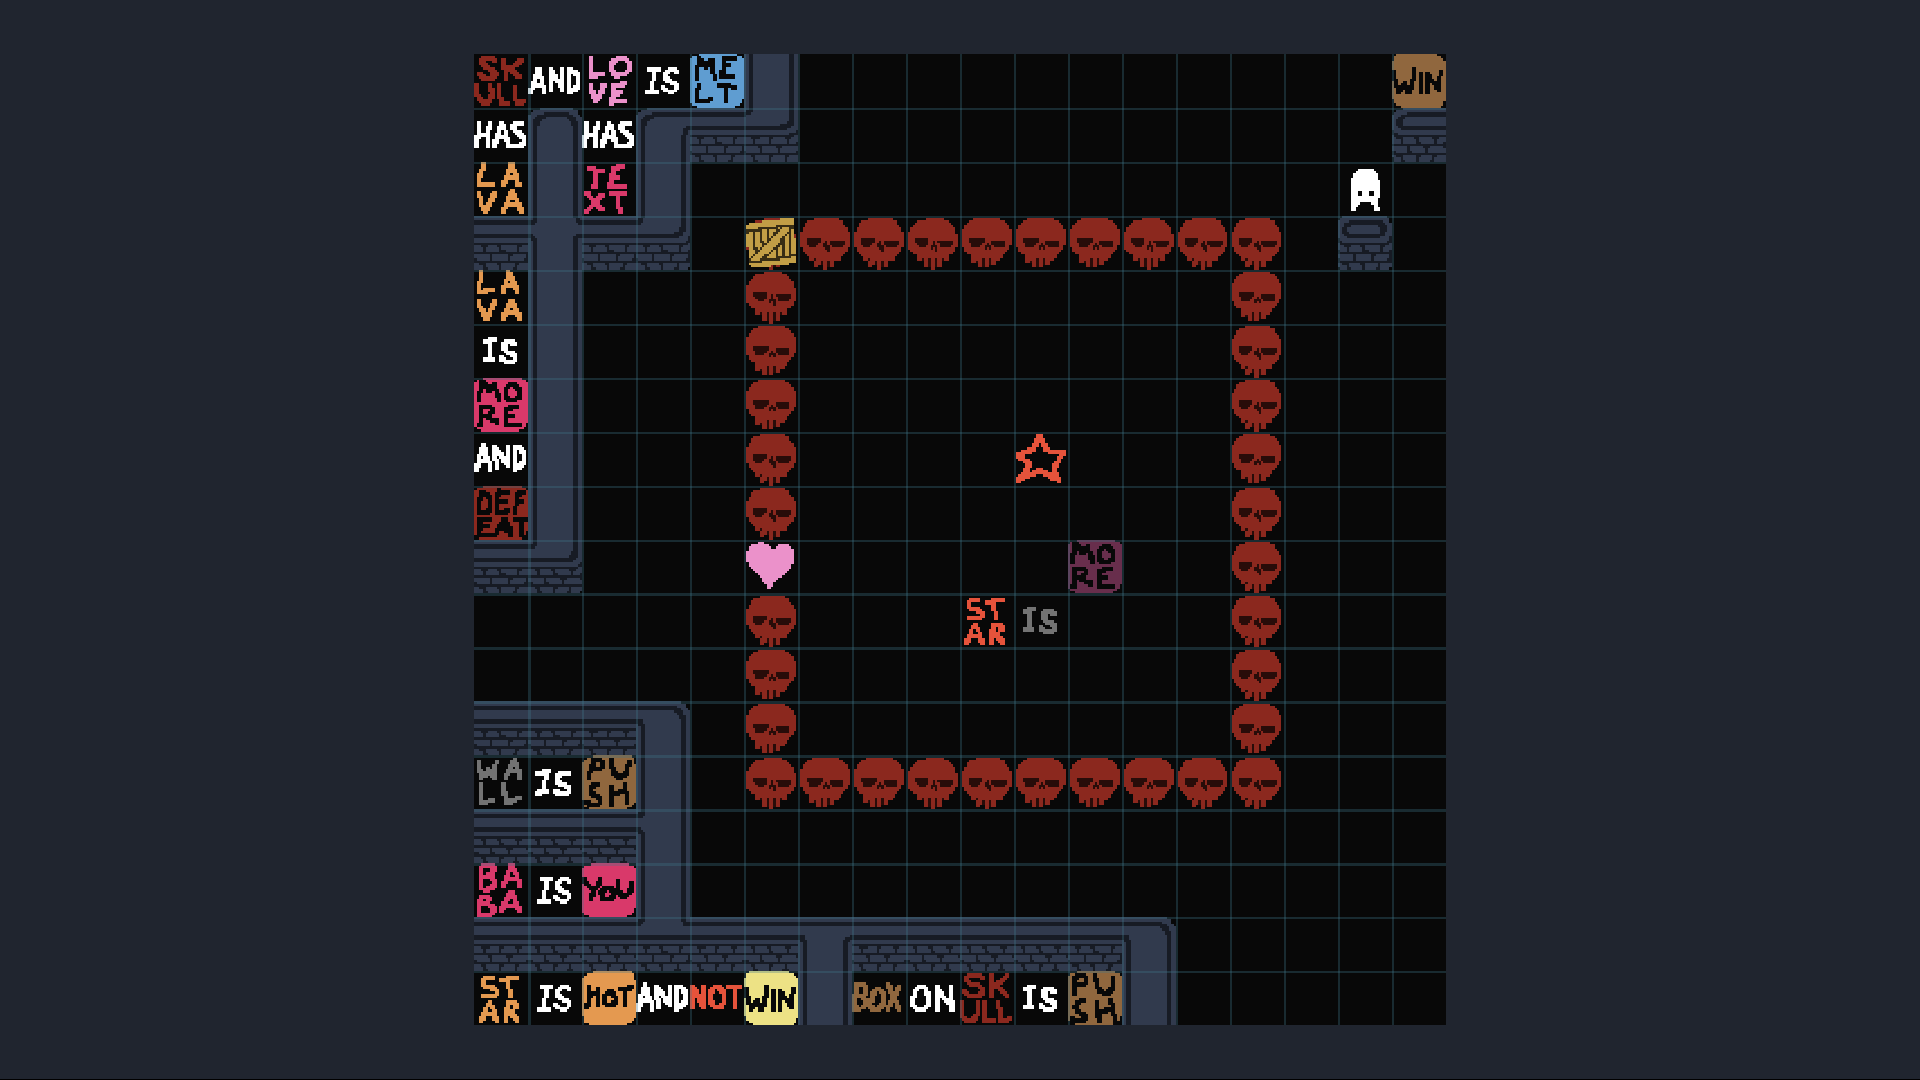 SKULL AND LOVE IS MELT WIN
HAS HAS
LAVA TEXT
LAVA
IS
MORE
AND
DEFEAT
MORE
STAR IS
WALL IS PUSH
BABA IS YOU
STAR IS HOT AND NOT WIN BOX ON SKULL IS PUSH